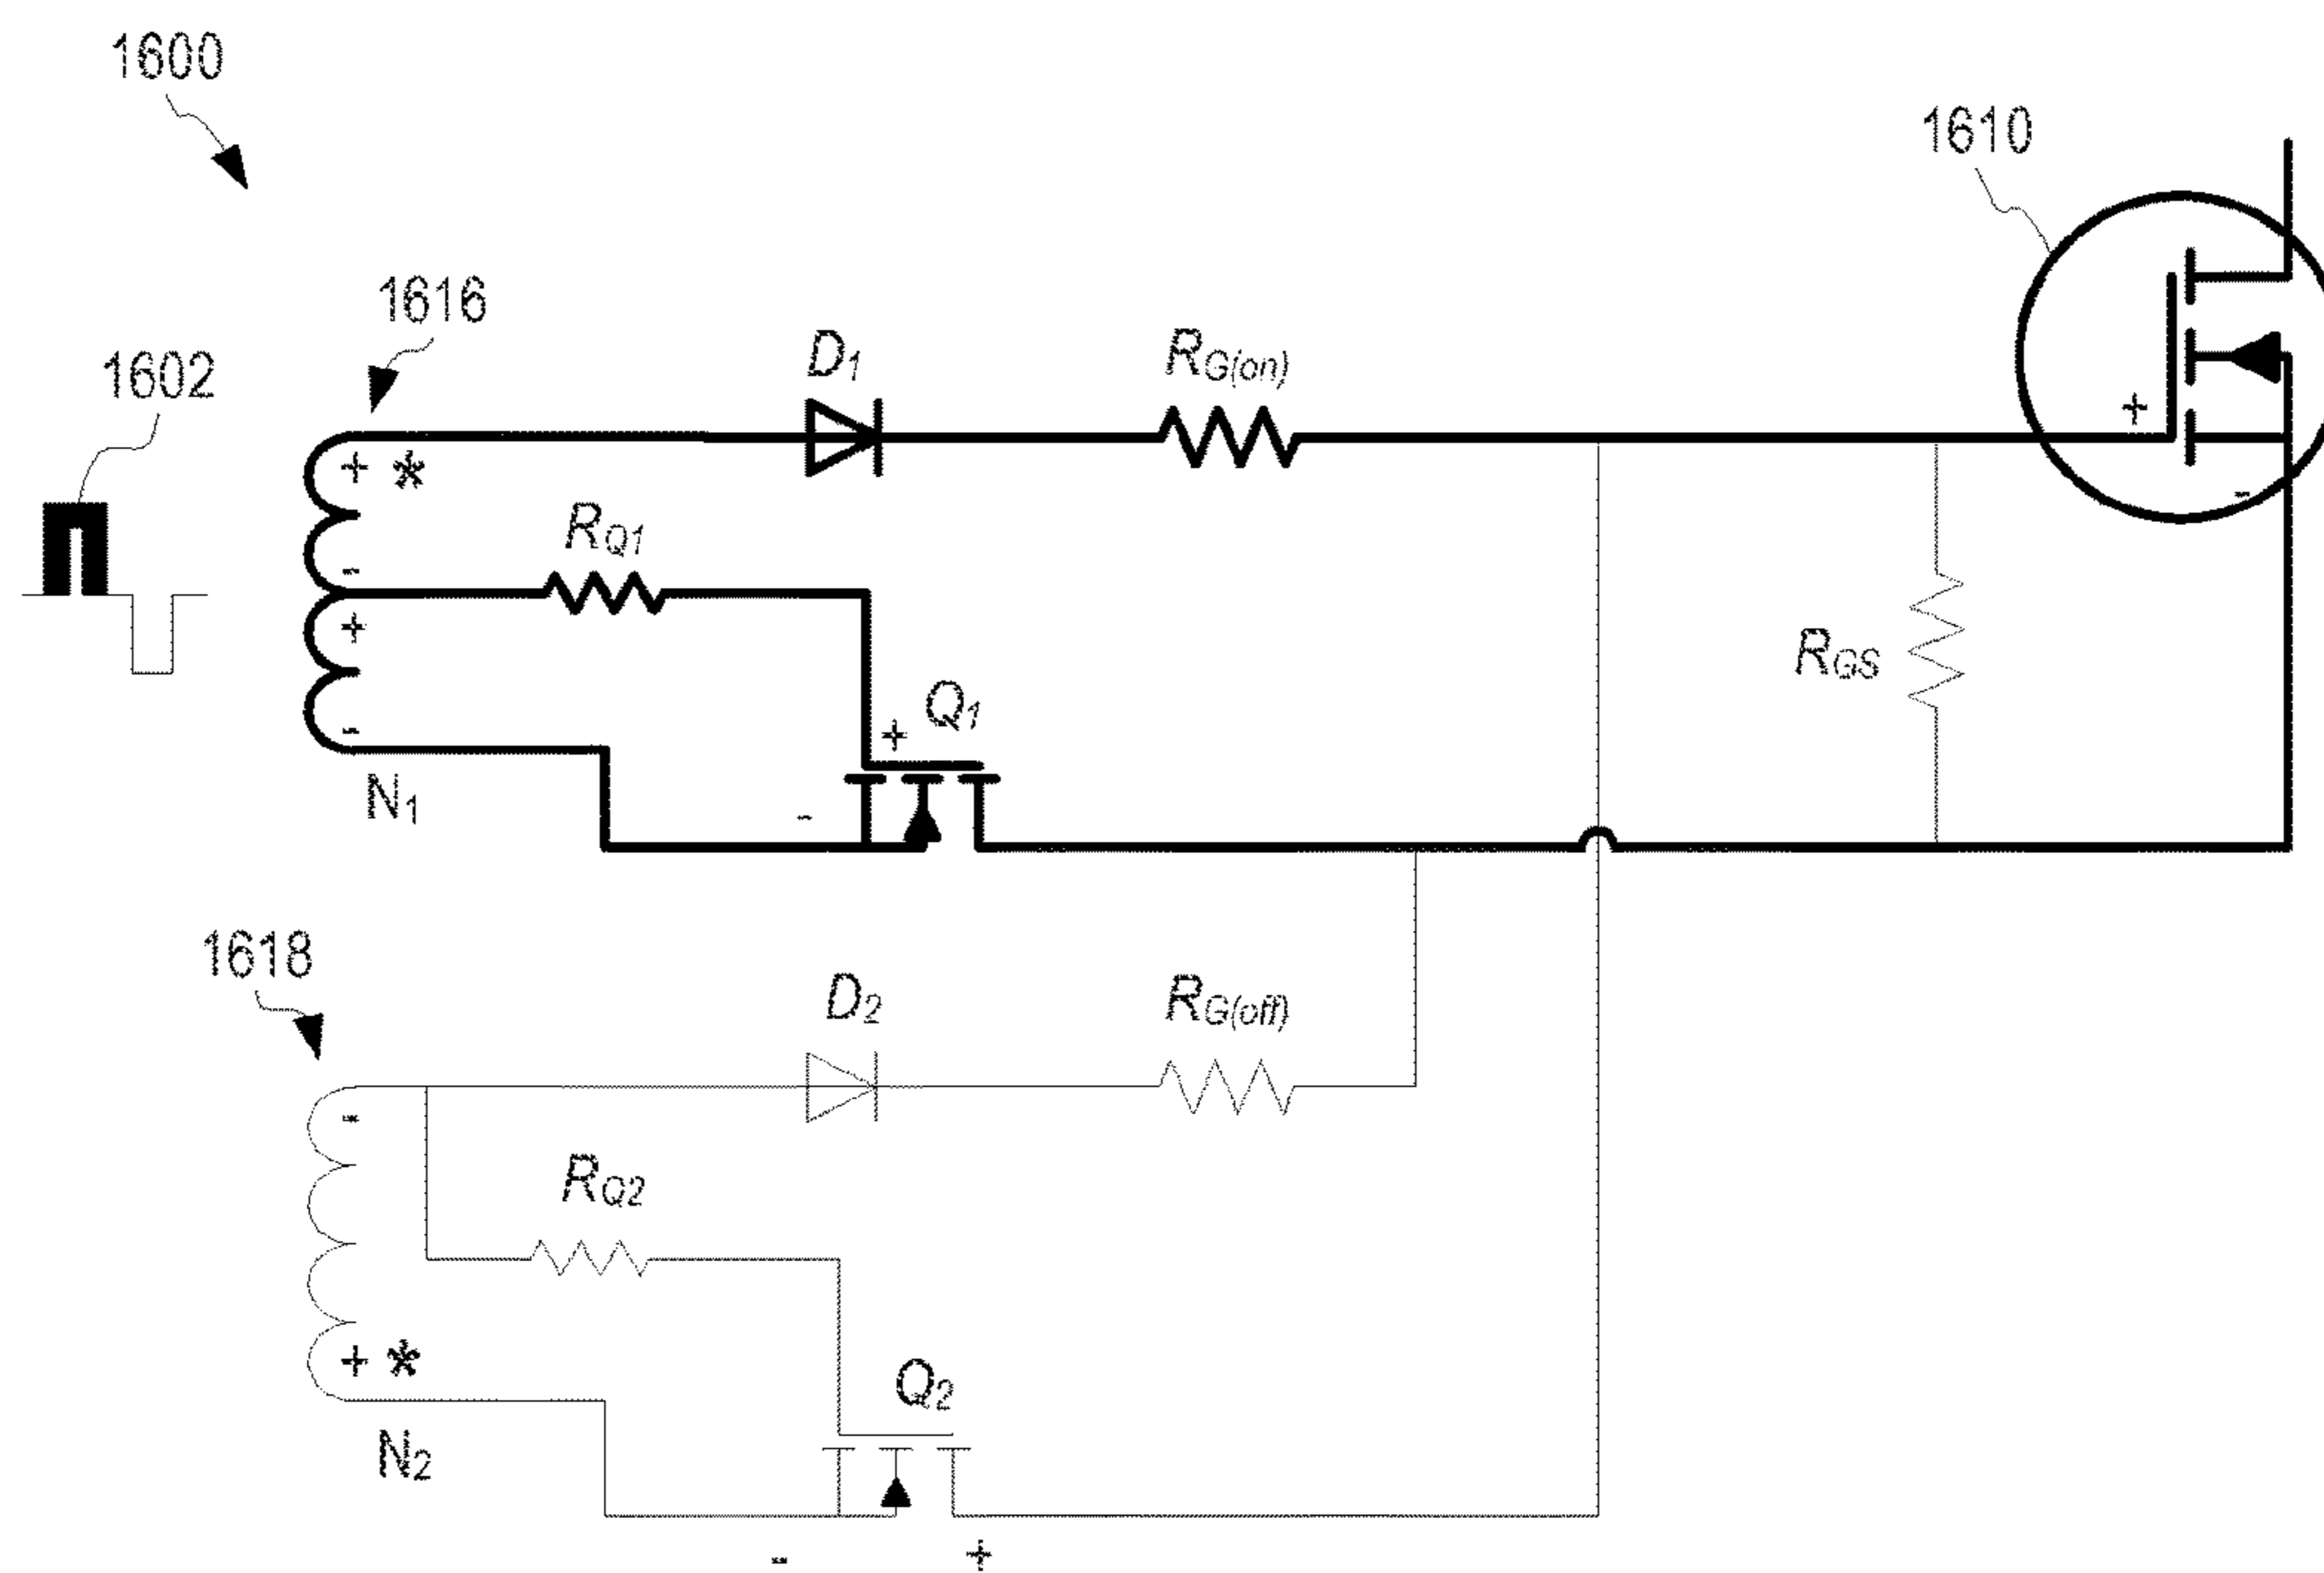 1600
1610
1616
1602
D1
RG(on)
+
+ *
-
RQ1
-
+
RGS
Q1
+
-
N1
-
1618
D2
RG(off)
-
RQ2
+ *
Q2
N2
- +